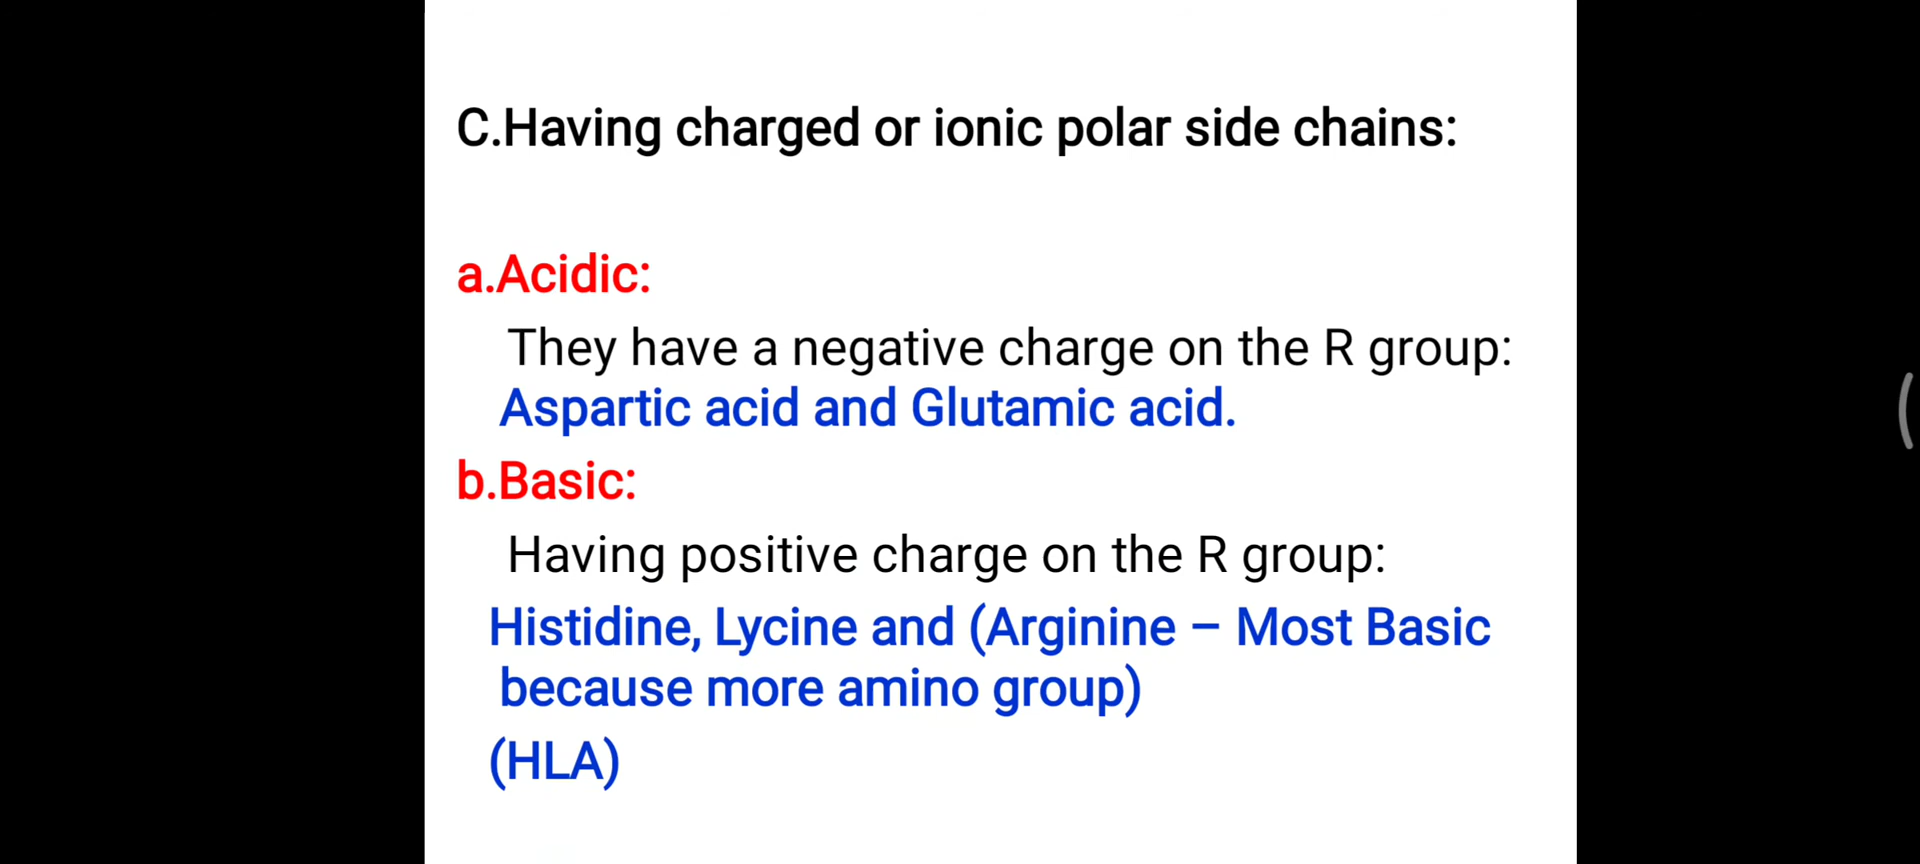 C.Having charged or ionic polar side chains:
a.Acidic:
They have a negative charge on the R group:
Aspartic acid and Glutamic acid.
b.Basic:
Having positive charge on the R group:
Histidine, Lycine and (Arginine – Most Basic
because more amino group)
(HLA)